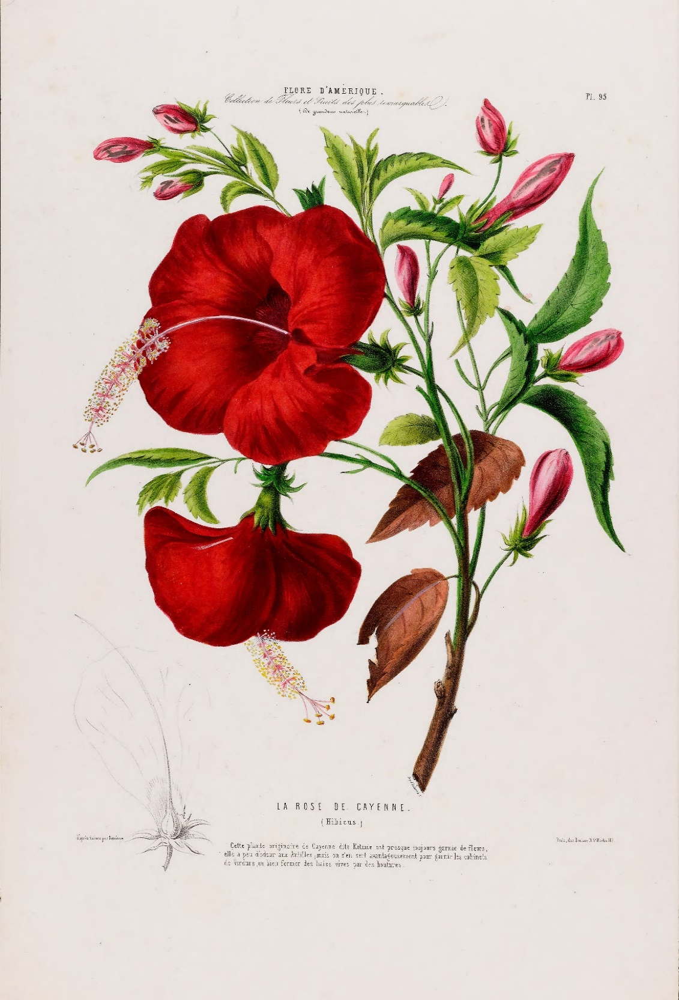 FLORE D'AMÉRIQUE.
Pl. 95
Collection de Fleurs et Fruits des plus remarquables.
(De grandeur naturelle.)
LA ROSE DE CAYENNE.
(Hibicus.)
d'après nature par Denisse
Paris, chez Denisse, R. St Martin 181.
Cette plante originaire de Cayenne dite Ketmie est presque toujours garnie de fleurs,
elle a peu d'odeur aux Antilles, mais on s'en sert avantageusement pour garnir les cabinets
de verdure, ou bien former des haies vives par des boutures.